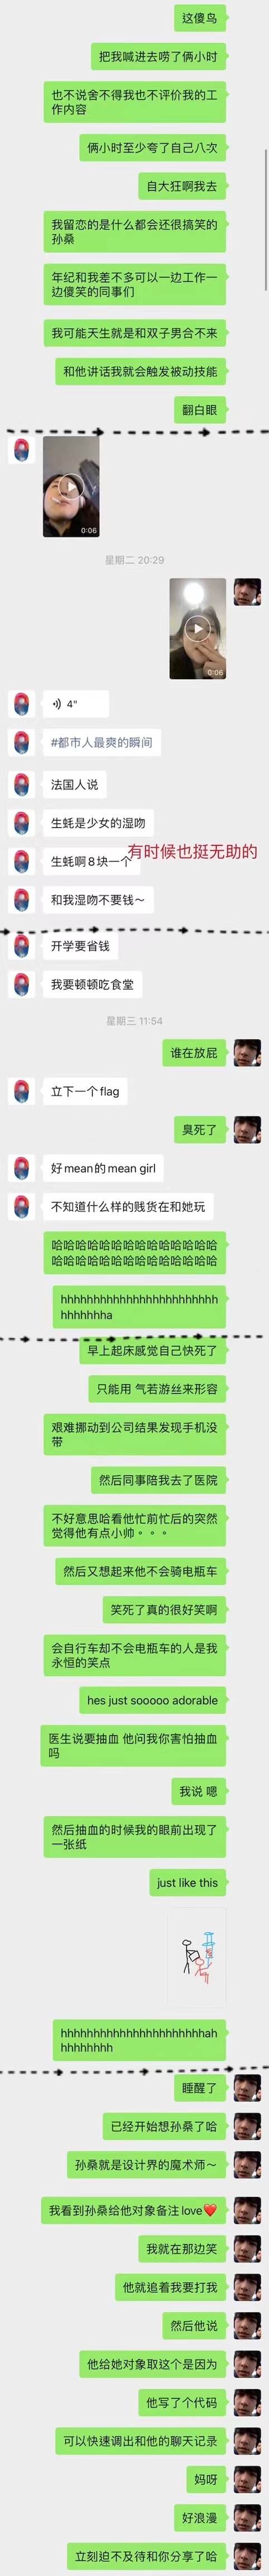 这傻鸟
把我喊进去唠了俩小时
也不说舍不得我也不评价我的工
作内容
俩小时至少夸了自己八次
自大狂啊我去
我留恋的是什么都会还很搞笑的
孙桑
年纪和我差不多可以一边工作一
边傻笑的同事们
我可能天生就是和双子男合不来
和他讲话我就会触发被动技能
翻白眼
0:06
星期二 20:29
0:06
4"
#都市人最爽的瞬间
法国人说
生蚝是少女的湿吻
有时候也挺无助的
生蚝啊8块一个
和我湿吻不要钱～
开学要省钱
我要顿顿吃食堂
星期三 11:54
谁在放屁
立下一个flag
臭死了
好mean的mean girl
不知道什么样的贱货在和她玩
哈哈哈哈哈哈哈哈哈哈哈哈哈哈
哈哈哈哈哈哈哈哈哈哈哈哈哈哈
hhhhhhhhhhhhhhhhhhhhhhhh
hhhhhhha
早上起床感觉自己快死了
只能用 气若游丝来形容
艰难挪动到公司结果发现手机没
带
然后同事陪我去了医院
不好意思哈看他忙前忙后的突然
觉得他有点小帅。。。
然后又想起来他不会骑电瓶车
笑死了真的很好笑啊
会自行车却不会电瓶车的人是我
永恒的笑点
hes just sooooo adorable
医生说要抽血 他问我你害怕抽血
吗
我说 嗯
然后抽血的时候我的眼前出现了
一张纸
just like this
hhhhhhhhhhhhhhhhhhhhhah
hhhhhhhhh
睡醒了
已经开始想孙桑了哈
孙桑就是设计界的魔术师～
我看到孙桑给他对象备注love❤️
我就在那边笑
他就追着我要打我
然后他说
他给她对象取这个是因为
他写了个代码
可以快速调出和他的聊天记录
妈呀
好浪漫
立刻迫不及待和你分享了哈